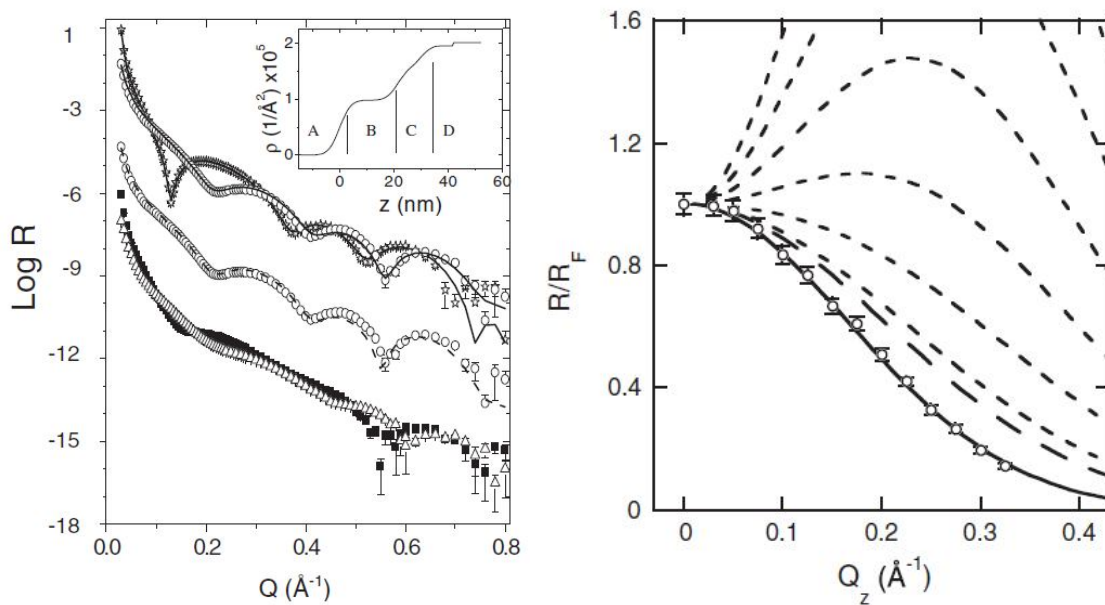 Log R
1
-3
-6
-9
-12
-15
-18
0.0 0.2 0.4 0.6 0.8
Q (Å⁻¹)
ρ (1/Å²) x10⁵
2
1
0
A B C D
0 20 40 60
z (nm)
R/R_F
1.6
1.2
0.8
0.4
0
0 0.1 0.2 0.3 0.4
Q_z (Å⁻¹)